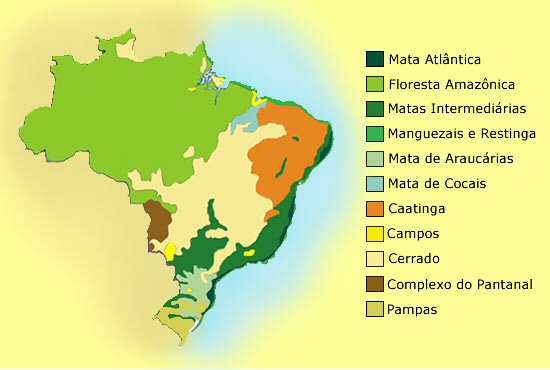 Mata Atlântica
Floresta Amazônica
Matas Intermediárias
Manguezais e Restinga
Mata de Araucárias
Mata de Cocais
Caatinga
Campos
Cerrado
Complexo do Pantanal
Pampas